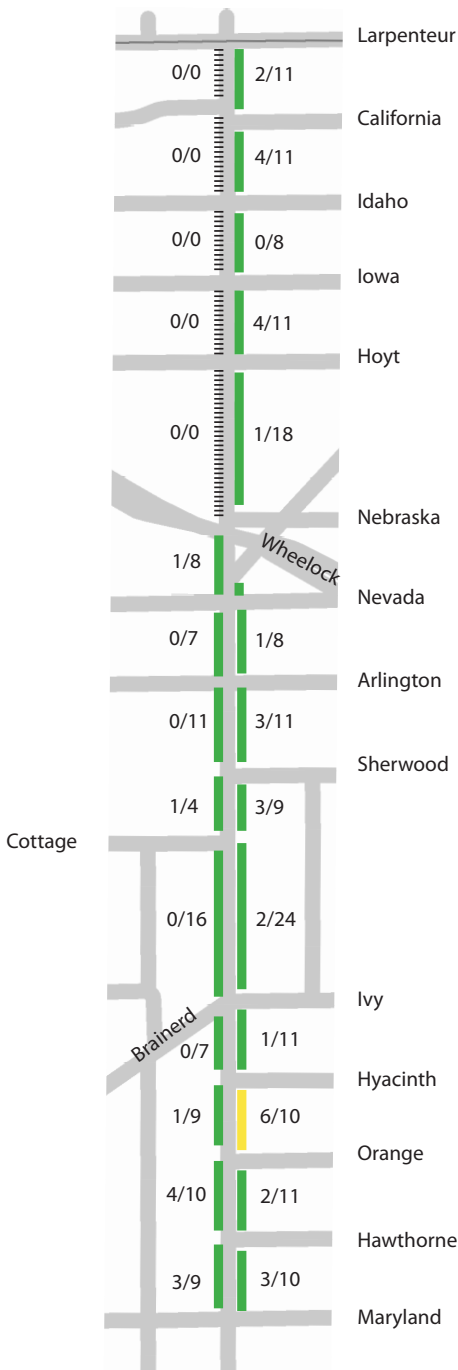 Larpenteur
0/0 2/11
California
0/0 4/11
Idaho
0/0 0/8
Iowa
0/0 4/11
Hoyt
0/0 1/18
Nebraska
Wheelock
1/8
Nevada
0/7 1/8
Arlington
0/11 3/11
Sherwood
1/4 3/9
Cottage
0/16 2/24
Ivy
Brainerd
0/7 1/11
Hyacinth
1/9 6/10
Orange
4/10 2/11
Hawthorne
3/9 3/10
Maryland